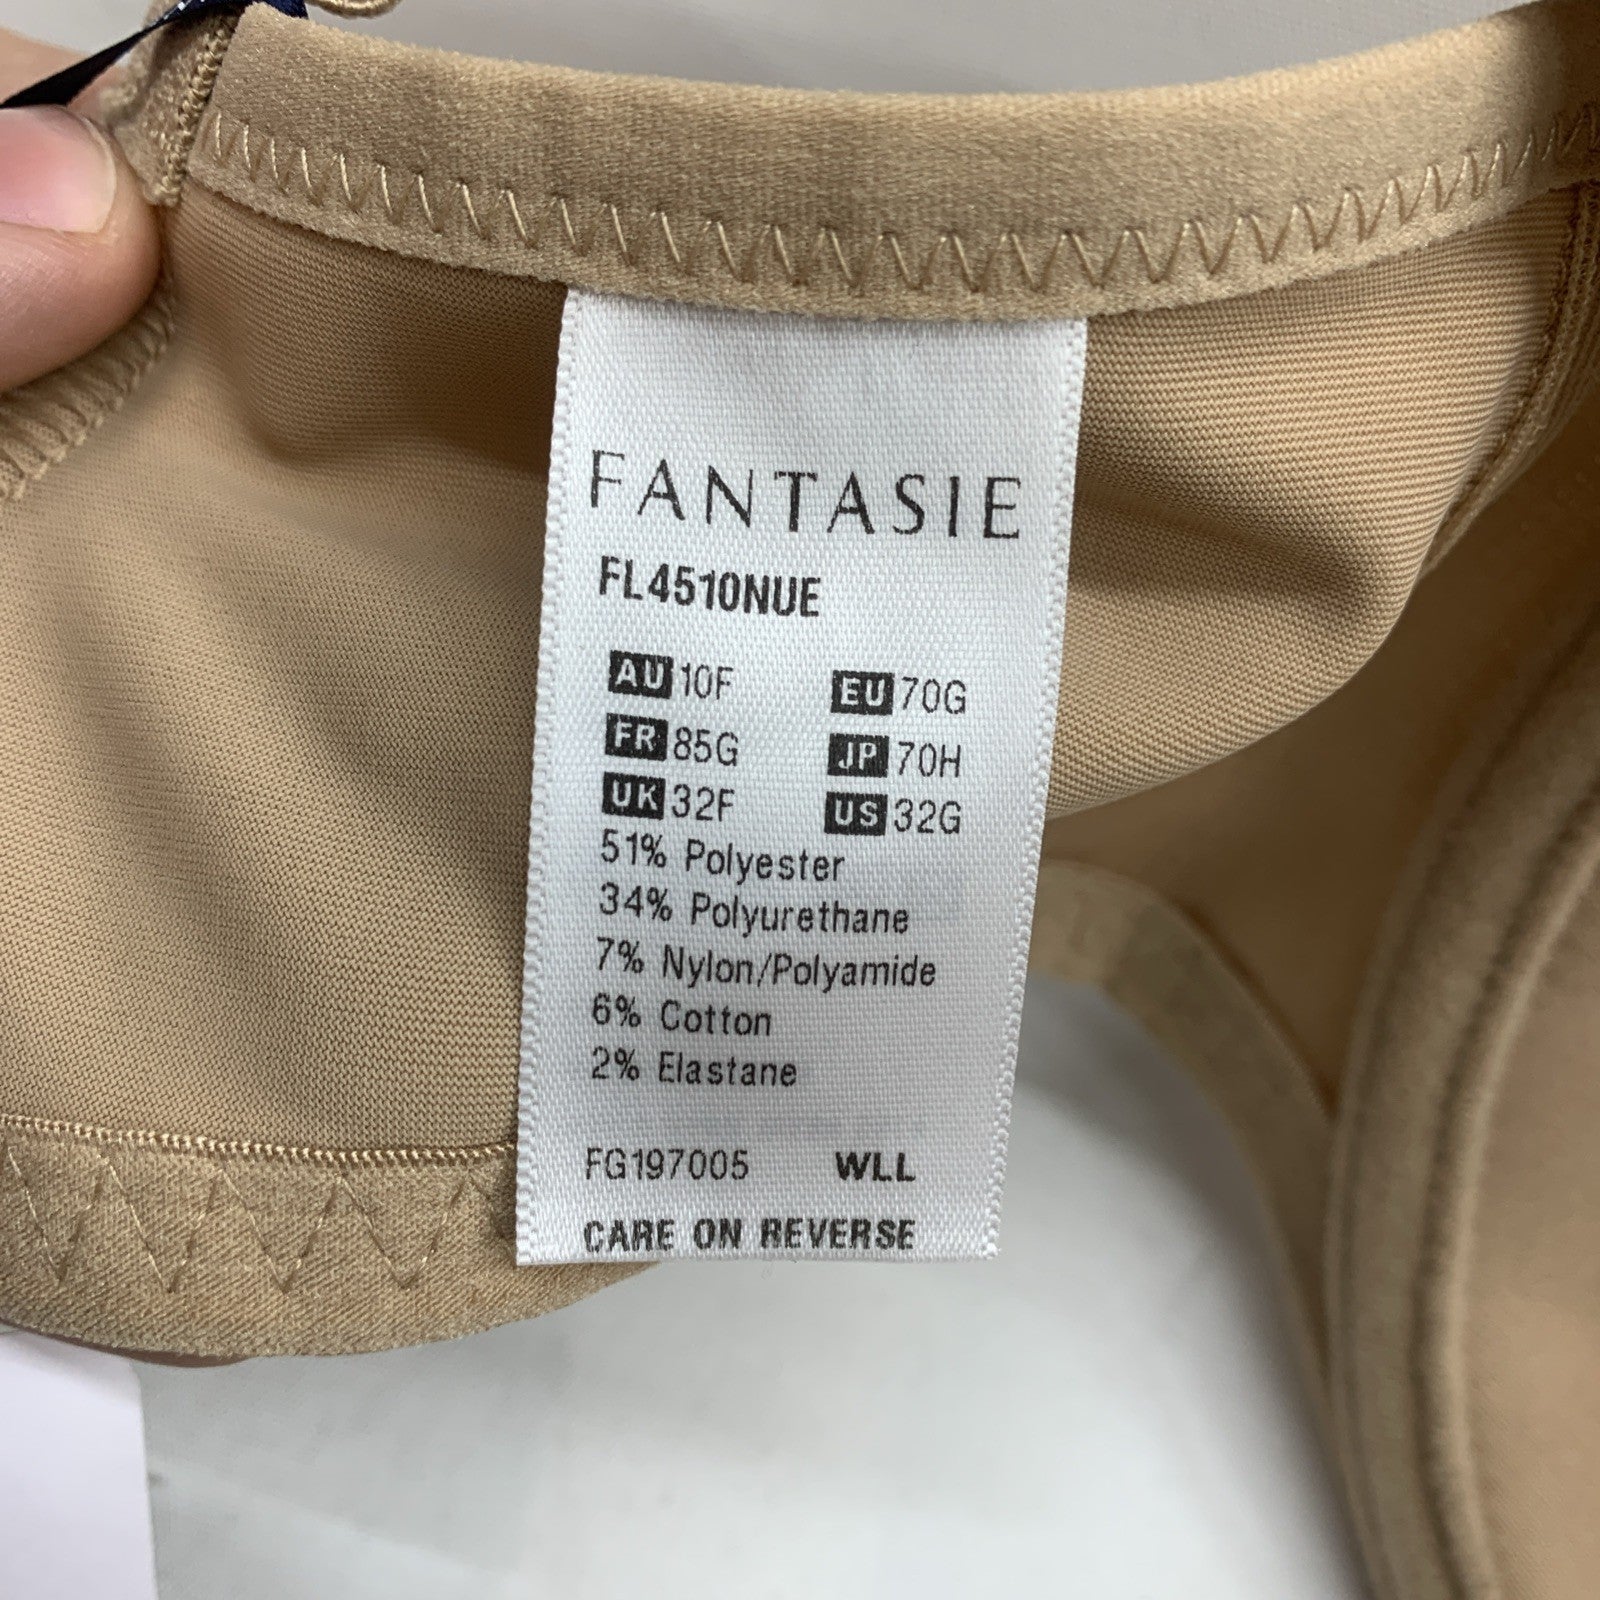 FANTASIE
FL4510NUE
AU 10F EU 70G
FR 85G JP 70H
UK 32F US 32G
51% Polyester
34% Polyurethane
7% Nylon/Polyamide
6% Cotton
2% Elastane
FG197005 WLL
CARE ON REVERSE